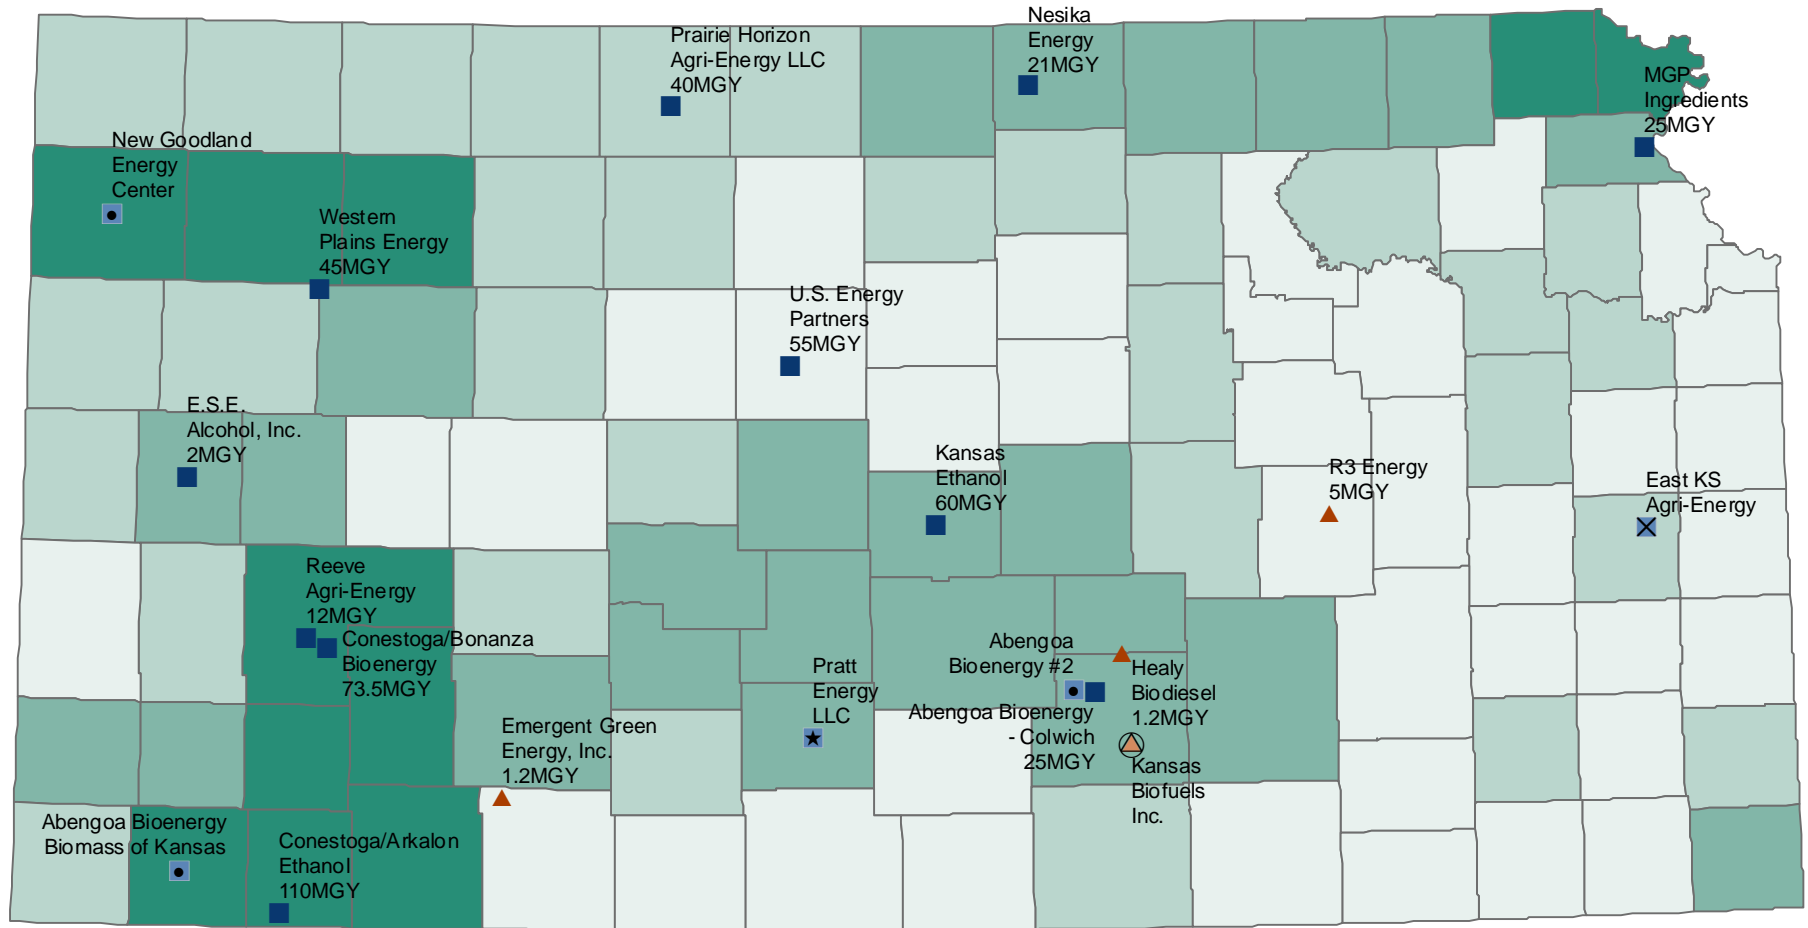 Nesika
Energy
21MGY
Prairie Horizon
Agri-Energy LLC
40MGY
MGP
Ingredients
25MGY
New Goodland
Energy
Center
Western
Plains Energy
45MGY
U.S. Energy
Partners
55MGY
E.S.E.
Alcohol, Inc.
2MGY
Kansas
Ethanol
60MGY
R3 Energy
5MGY
East KS
Agri-Energy
Reeve
Agri-Energy
12MGY
Conestoga/Bonanza
Bioenergy
73.5MGY
Abengoa
Bioenergy #2
Pratt
Energy
LLC
Healy
Biodiesel
1.2MGY
Abengoa Bioenergy
- Colwich
25MGY
Emergent Green
Energy, Inc.
1.2MGY
Kansas
Biofuels
Inc.
Abengoa Bioenergy
Biomass of Kansas
Conestoga/Arkalon
Ethanol
110MGY